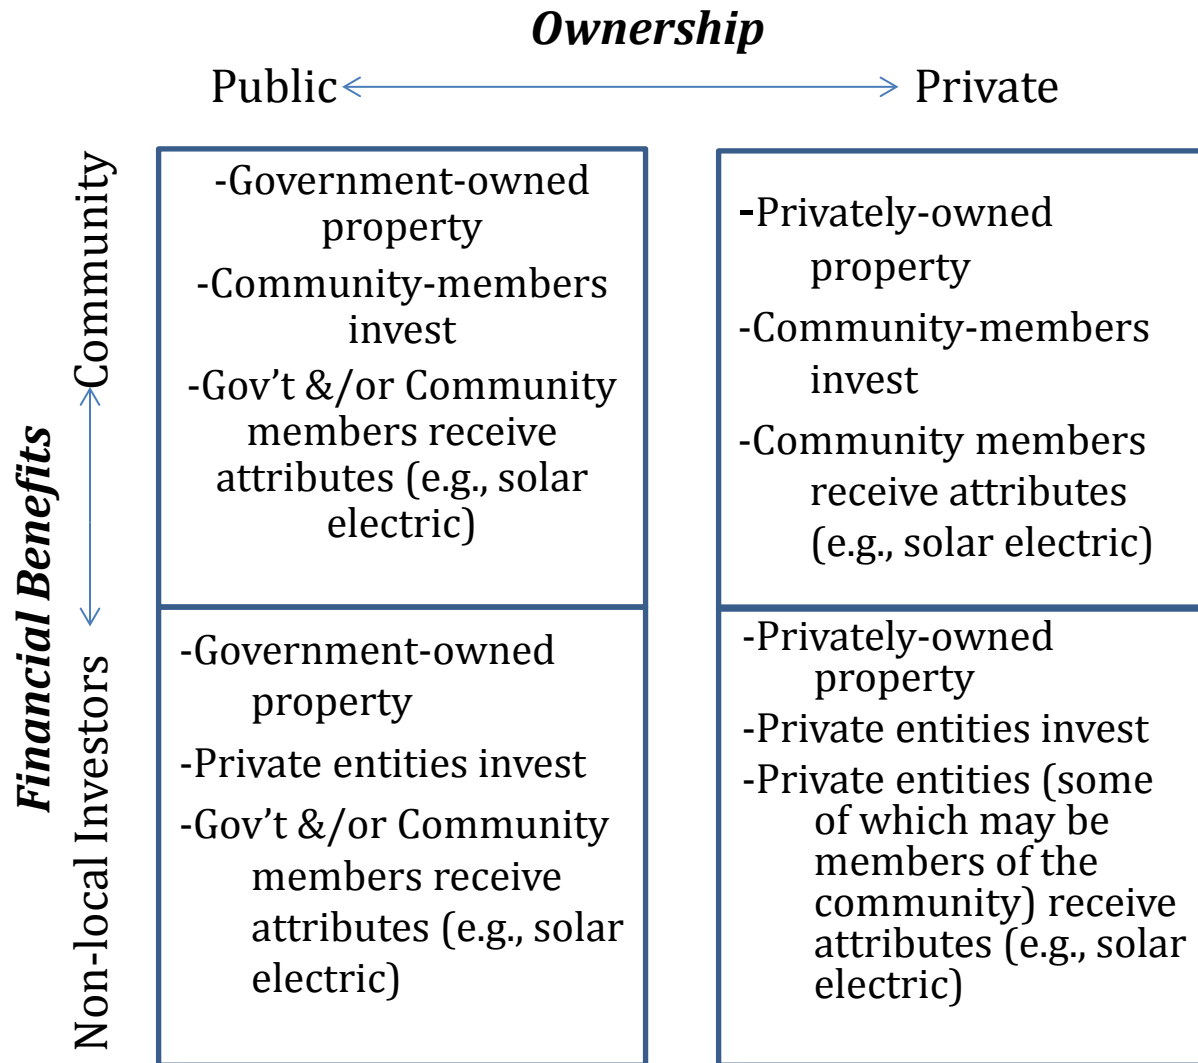 Ownership
Public
Private
Community
Financial Benefits
Non-local Investors
-Government-owned
property
-Community-members
invest
-Gov’t &/or Community
members receive
attributes (e.g., solar
electric)
-Privately-owned
property
-Community-members
invest
-Community members
receive attributes
(e.g., solar electric)
-Government-owned
property
-Private entities invest
-Gov’t &/or Community
members receive
attributes (e.g., solar
electric)
-Privately-owned
property
-Private entities invest
-Private entities (some
of which may be
members of the
community) receive
attributes (e.g., solar
electric)